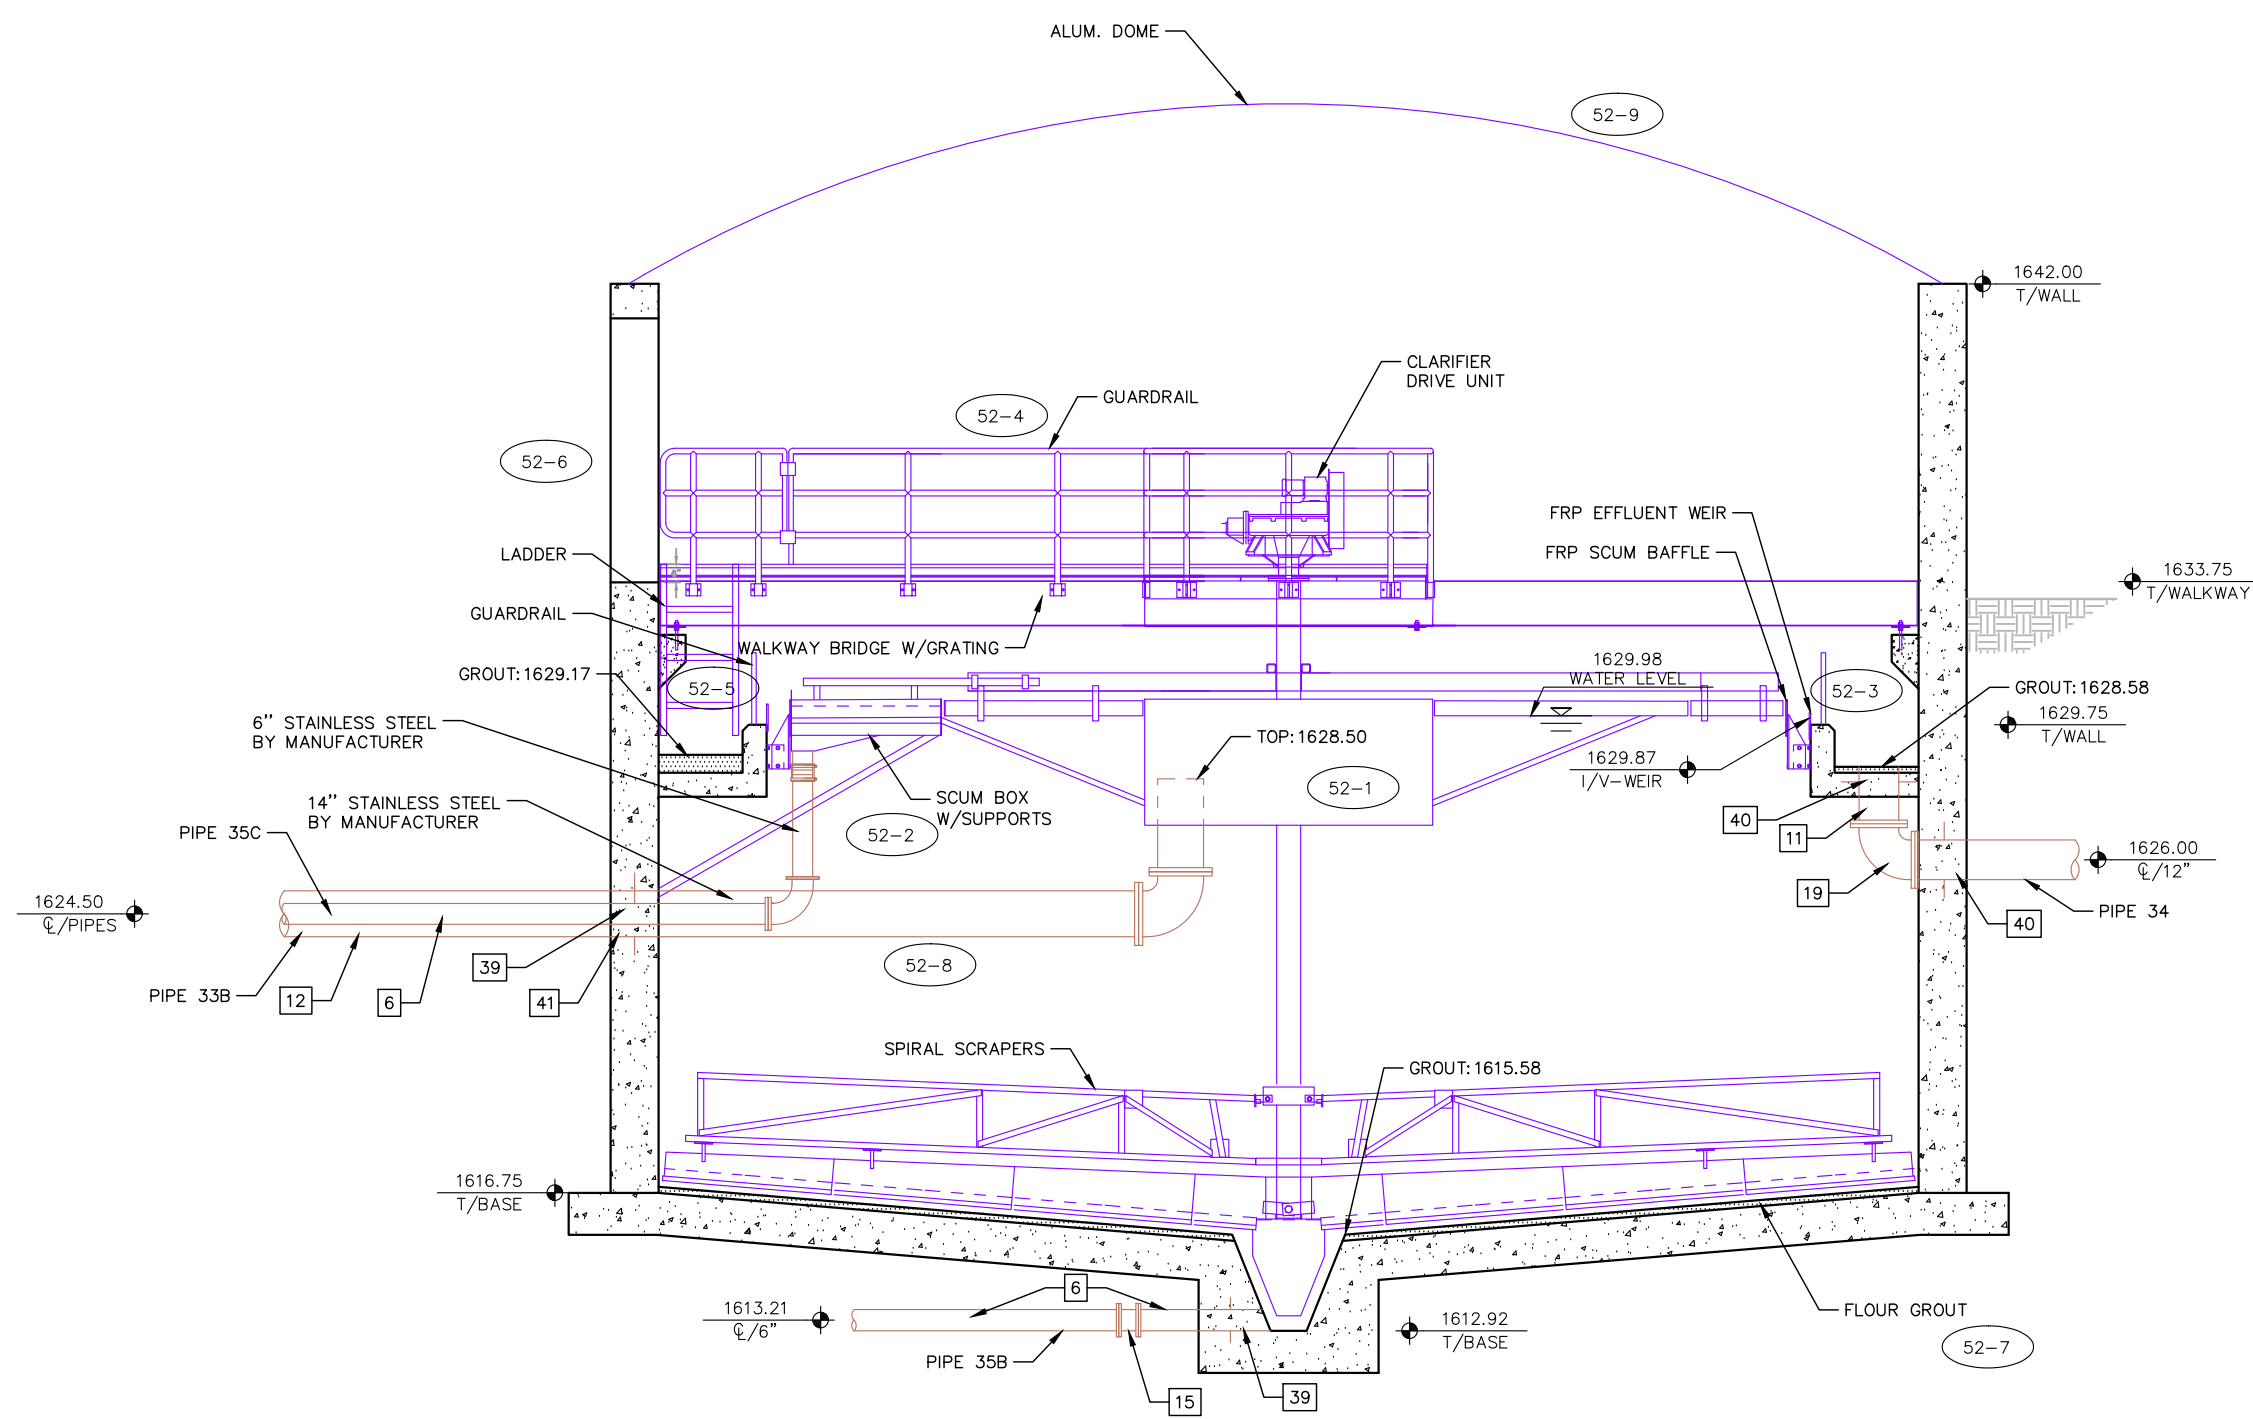 ALUM. DOME
52-9
1642.00
T/WALL
CLARIFIER
DRIVE UNIT
GUARDRAIL
52-4
52-6
FRP EFFLUENT WEIR
FRP SCUM BAFFLE
LADDER
1633.75
T/WALKWAY
GUARDRAIL
WALKWAY BRIDGE W/GRATING
1629.98
WATER LEVEL
GROUT:1629.17
52-5
52-3
GROUT:1628.58
6" STAINLESS STEEL
BY MANUFACTURER
1629.75
T/WALL
TOP:1628.50
1629.87
I/V-WEIR
52-1
14" STAINLESS STEEL
BY MANUFACTURER
SCUM BOX
W/SUPPORTS
52-2
40
11
PIPE 35C
1626.00
℄/12"
19
1624.50
℄/PIPES
PIPE 34
40
52-8
39
PIPE 33B
12
6
41
SPIRAL SCRAPERS
GROUT:1615.58
1616.75
T/BASE
6
1613.21
℄/6"
1612.92
T/BASE
FLOUR GROUT
52-7
PIPE 35B
15
39